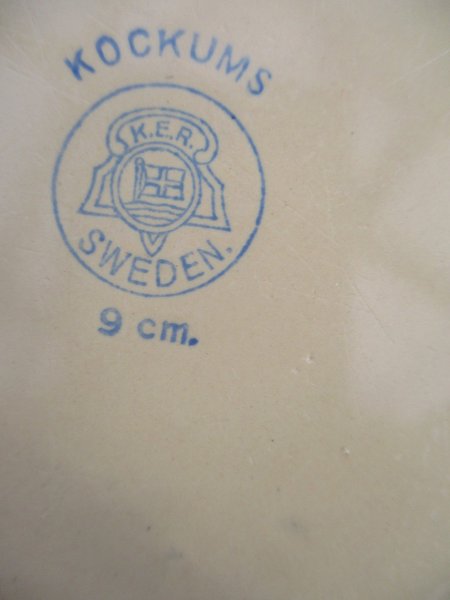 KOCKUMS
K.E.R.
SWEDEN.
9 cm.